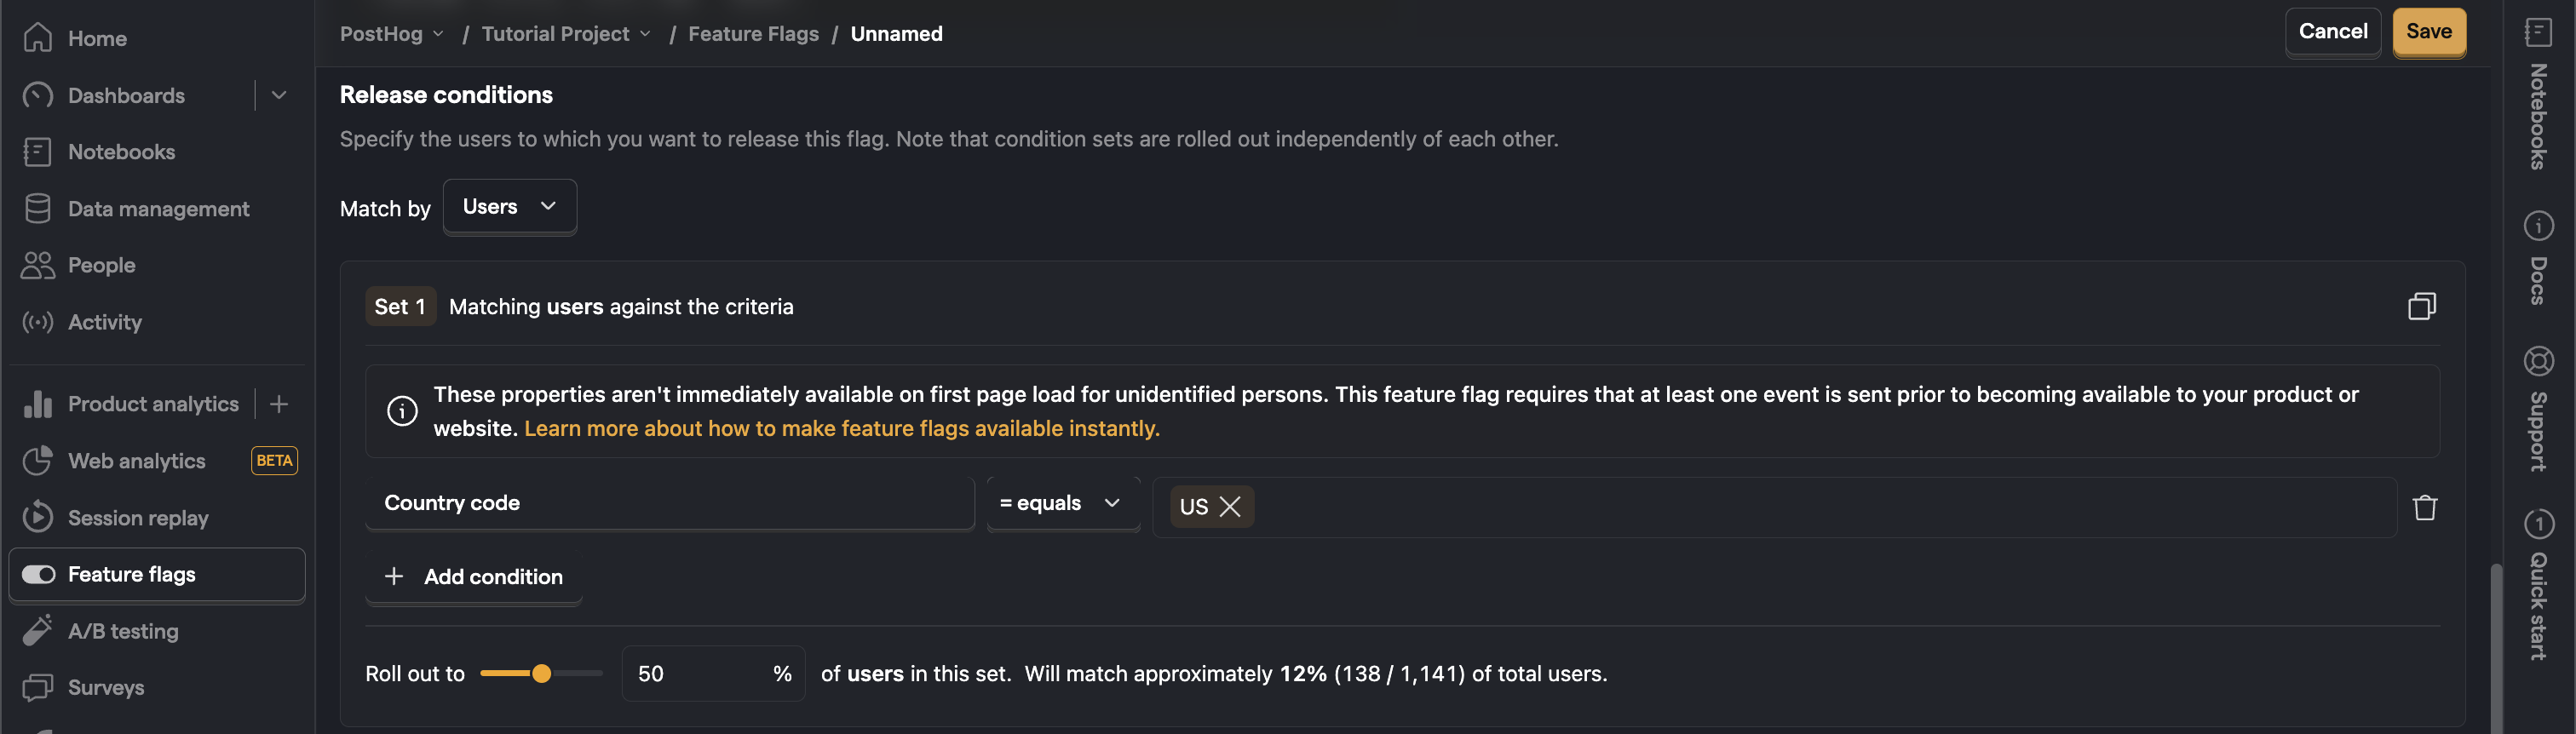 Home
Dashboards
Notebooks
Data management
People
Activity
Product analytics
Web analytics BETA
Session replay
Feature flags
A/B testing
Surveys
PostHog / Tutorial Project / Feature Flags / Unnamed
Cancel Save
Release conditions
Specify the users to which you want to release this flag. Note that condition sets are rolled out independently of each other.
Match by Users
Set 1 Matching users against the criteria
These properties aren't immediately available on first page load for unidentified persons. This feature flag requires that at least one event is sent prior to becoming available to your product or
website. Learn more about how to make feature flags available instantly.
Country code = equals US
+ Add condition
Roll out to 50 % of users in this set. Will match approximately 12% (138 / 1,141) of total users.
Notebooks
Docs
Support
1
Quick start